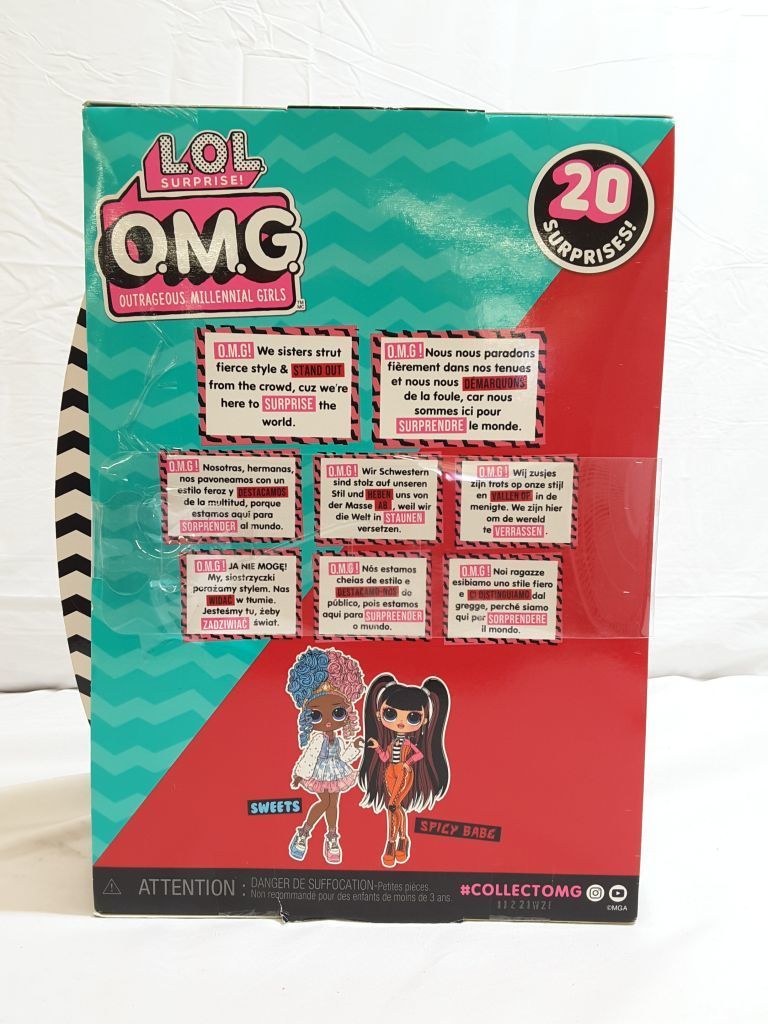 L.O.L.
SURPRISE!
O.M.G.
OUTRAGEOUS MILLENNIAL GIRLS
TM
MC
20
SURPRISES!
O.M.G! We sisters strut
fierce style & STAND OUT
from the crowd, cuz we're
here to SURPRISE the
world.
O.M.G! Nous nous paradons
fièrement dans nos tenues
et nous nous DÉMARQUONS
de la foule, car nous
sommes ici pour
SURPRENDRE le monde.
O.M.G! Nosotras, hermanas,
nos pavoneamos con un
estilo feroz y DESTACAMOS
de la multitud, porque
estamos aquí para
SORPRENDER al mundo.
O.M.G! Wir Schwestern
sind stolz auf unseren
Stil und HEBEN uns von
der Masse AB, weil wir
die Welt in STAUNEN
versetzen.
O.M.G! Wij zusjes
zijn trots op onze stijl
en VALLEN OP in de
menigte. We zijn hier
om de wereld
te VERRASSEN.
O.M.G! JA NIE MOGĘ!
My, siostrzyczki
porażamy stylem. Nas
WIDAĆ w tłumie.
Jesteśmy tu, żeby
ZADZIWIAĆ świat.
O.M.G! Nós estamos
cheias de estilo e
DESTACAMO-NOS do
público, pois estamos
aqui para SURPREENDER
o mundo.
O.M.G! Noi ragazze
esibiamo uno stile fiero
e CI DISTINGUIAMO dal
gregge, perché siamo
qui per SORPRENDERE
il mondo.
SWEETS
SPICY BABE
ATTENTION : DANGER DE SUFFOCATION-Petites pièces.
Non recommandé pour des enfants de moins de 3 ans.
#COLLECTOMG
©MGA